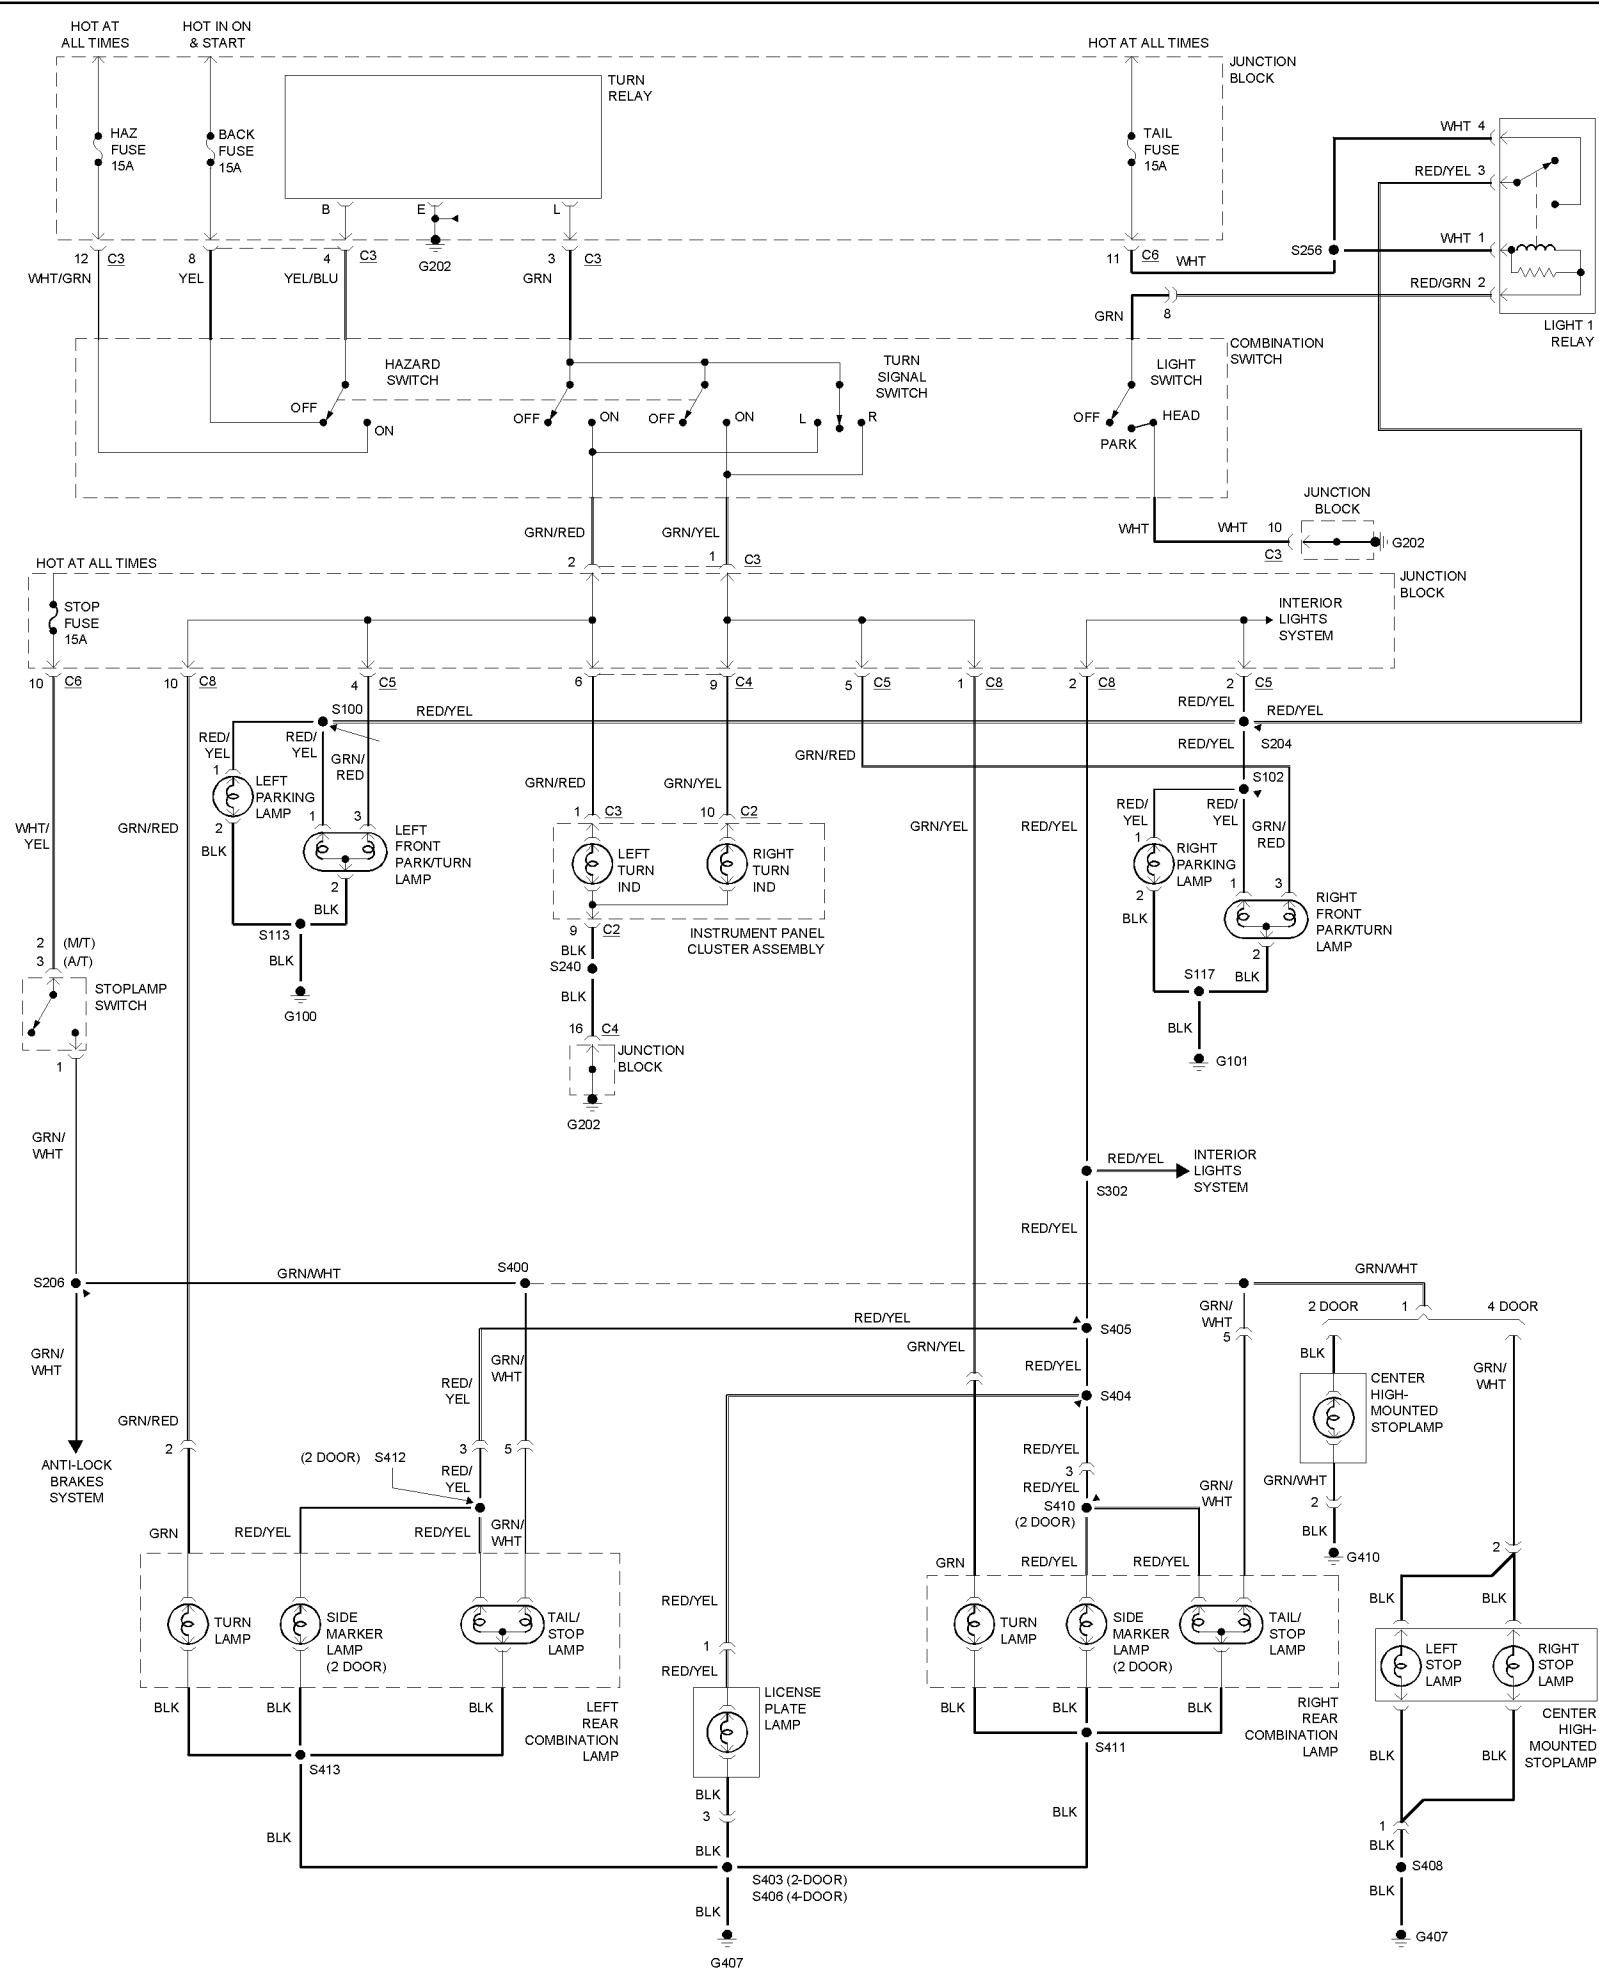 HOT AT
ALL TIMES
HOT IN ON
& START
HOT AT ALL TIMES
JUNCTION
BLOCK
TURN
RELAY
HAZ
FUSE
15A
BACK
FUSE
15A
TAIL
FUSE
15A
WHT 4
RED/YEL 3
WHT 1
RED/GRN 2
LIGHT 1
RELAY
S256
B
E
L
12 C3
8
4 C3
G202
3 C3
11 C6
WHT
WHT/GRN
YEL
YEL/BLU
GRN
GRN
8
COMBINATION
SWITCH
HAZARD
SWITCH
TURN
SIGNAL
SWITCH
LIGHT
SWITCH
OFF
ON
OFF
ON
OFF
ON
L
R
OFF
HEAD
PARK
GRN/RED
GRN/YEL
WHT
WHT
10
C3
JUNCTION
BLOCK
G202
2
1
C3
HOT AT ALL TIMES
JUNCTION
BLOCK
STOP
FUSE
15A
INTERIOR
LIGHTS
SYSTEM
10 C6
10 C8
4 C5
6
9 C4
5 C5
1 C8
2 C8
2 C5
S100
RED/YEL
RED/YEL
RED/YEL
RED/YEL
S204
RED/
YEL
RED/
YEL
GRN/
RED
1
LEFT
PARKING
LAMP
2
BLK
1
3
LEFT
FRONT
PARK/TURN
LAMP
2
BLK
S113
BLK
G100
WHT/
YEL
GRN/RED
GRN/RED
GRN/YEL
GRN/RED
1 C3
10 C2
LEFT
TURN
IND
RIGHT
TURN
IND
INSTRUMENT PANEL
CLUSTER ASSEMBLY
9 C2
BLK
S240
BLK
16 C4
JUNCTION
BLOCK
G202
GRN/YEL
RED/YEL
S102
RED/
YEL
RED/
YEL
GRN/
RED
1
RIGHT
PARKING
LAMP
2
BLK
1
3
RIGHT
FRONT
PARK/TURN
LAMP
2
BLK
S117
BLK
G101
2 (M/T)
3 (A/T)
STOPLAMP
SWITCH
1
GRN/
WHT
RED/YEL
INTERIOR
LIGHTS
SYSTEM
S302
RED/YEL
S206
GRN/WHT
S400
GRN/WHT
GRN/
WHT
5
2 DOOR
1
4 DOOR
GRN/
WHT
ANTI-LOCK
BRAKES
SYSTEM
RED/YEL
S405
GRN/YEL
GRN/
WHT
RED/YEL
RED/
YEL
S404
BLK
CENTER
HIGH-
MOUNTED
STOPLAMP
GRN/
WHT
GRN/RED
2
(2 DOOR)
S412
3
5
RED/
YEL
RED/YEL
3
RED/YEL
S410
(2 DOOR)
GRN/
WHT
GRN/WHT
2
BLK
G410
2
GRN
RED/YEL
RED/YEL
GRN/
WHT
GRN
RED/YEL
RED/YEL
RED/YEL
BLK
BLK
TURN
LAMP
SIDE
MARKER
LAMP
(2 DOOR)
TAIL/
STOP
LAMP
1
RED/YEL
TURN
LAMP
SIDE
MARKER
LAMP
(2 DOOR)
TAIL/
STOP
LAMP
LEFT
STOP
LAMP
RIGHT
STOP
LAMP
BLK
BLK
BLK
LEFT
REAR
COMBINATION
LAMP
LICENSE
PLATE
LAMP
BLK
BLK
BLK
RIGHT
REAR
COMBINATION
LAMP
CENTER
HIGH-
MOUNTED
STOPLAMP
S413
S411
BLK
BLK
BLK
3
BLK
BLK
1
BLK
BLK
BLK
S403 (2-DOOR)
S406 (4-DOOR)
S408
BLK
BLK
G407
G407